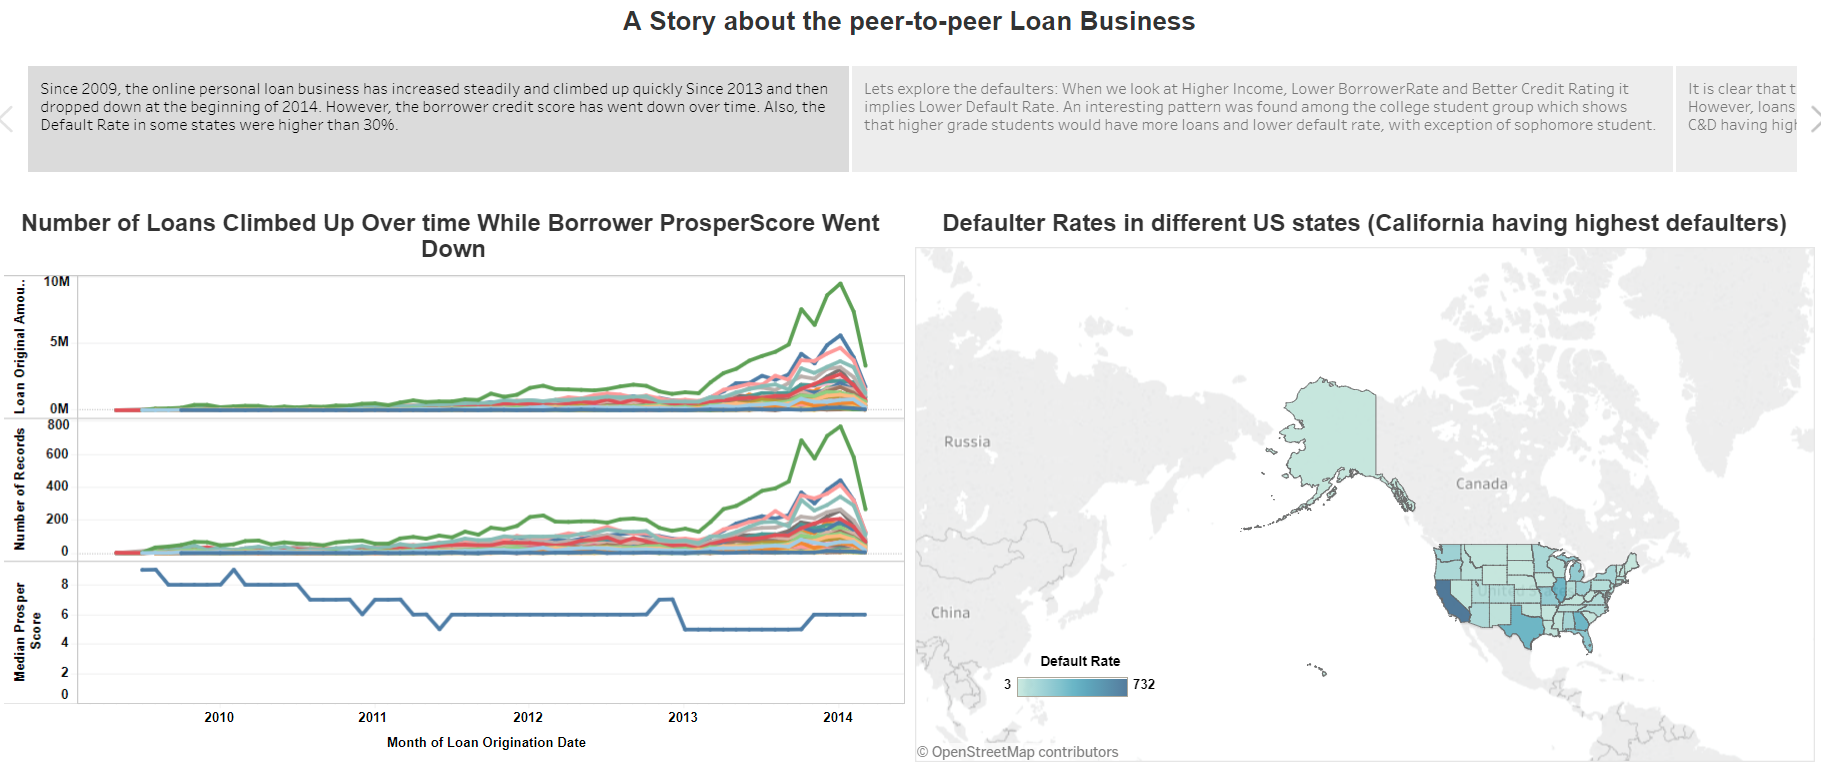 A Story about the peer-to-peer Loan Business
Since 2009, the online personal loan business has increased steadily and climbed up quickly Since 2013 and then
dropped down at the beginning of 2014. However, the borrower credit score has went down over time. Also, the
Default Rate in some states were higher than 30%.
Lets explore the defaulters: When we look at Higher Income, Lower BorrowerRate and Better Credit Rating it
implies Lower Default Rate. An interesting pattern was found among the college student group which shows
that higher grade students would have more loans and lower default rate, with exception of sophomore student.
It is clear that t
However, loans
C&D having high
Number of Loans Climbed Up Over time While Borrower ProsperScore Went
Down
Loan Original Amou..
10M
5M
0M
Number of Records
800
600
400
200
0
Median Prosper
Score
8
6
4
2
0
2010
2011
2012
2013
2014
Month of Loan Origination Date
Defaulter Rates in different US states (California having highest defaulters)
Russia
Canada
United
China
Default Rate
3
732
© OpenStreetMap contributors